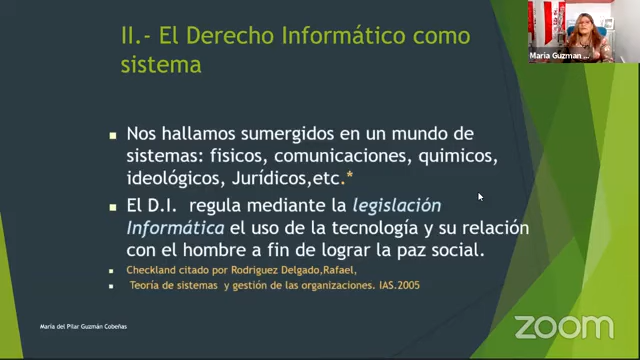 II.- El Derecho Informático como
sistema
Nos hallamos sumergidos en un mundo de
sistemas: fisicos, comunicaciones, quimicos,
ideológicos, Jurídicos,etc.*
El D.I. regula mediante la legislación
Informática el uso de la tecnología y su relación
con el hombre a fin de lograr la paz social.
Checkland citado por Rodriguez Delgado,Rafael,
Teoría de sistemas y gestión de las organizaciones. IAS.2005
María del Pilar Guzmán Cobeñas
Maria Guzman ...
zoom